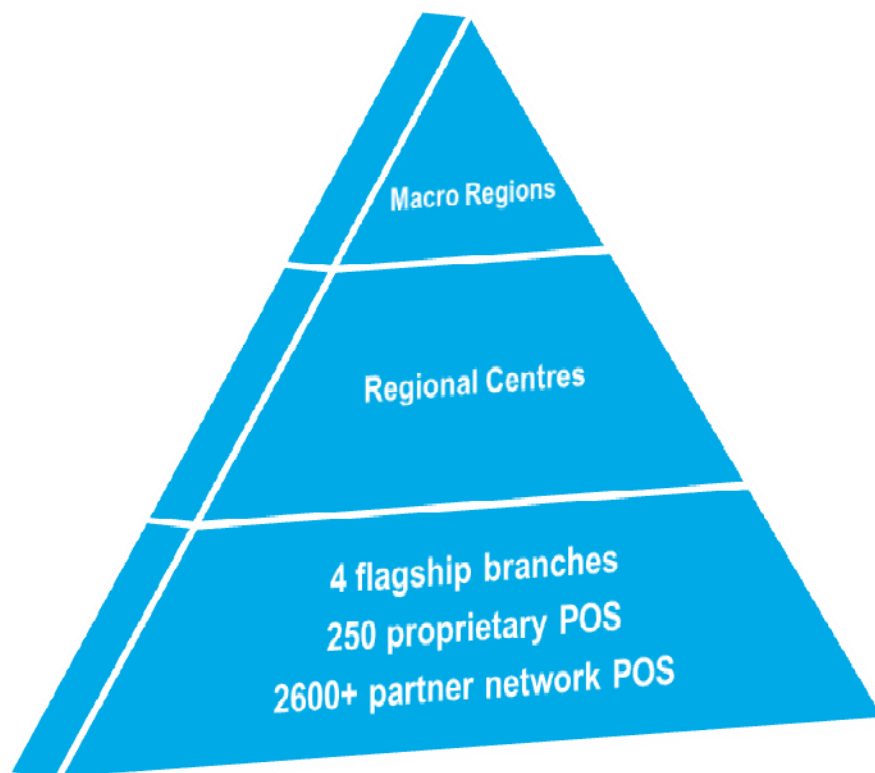 Macro Regions
Regional Centres
4 flagship branches
250 proprietary POS
2600+ partner network POS